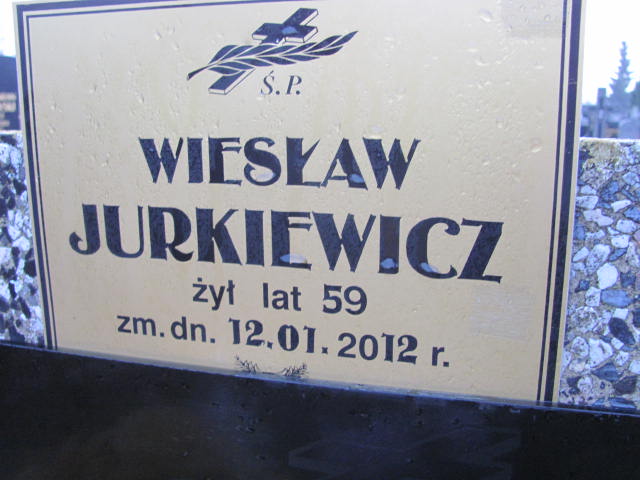 Ś.P.
WIESŁAW
JURKIEWICZ
żył lat 59
zm. dn. 12.01.2012 r.